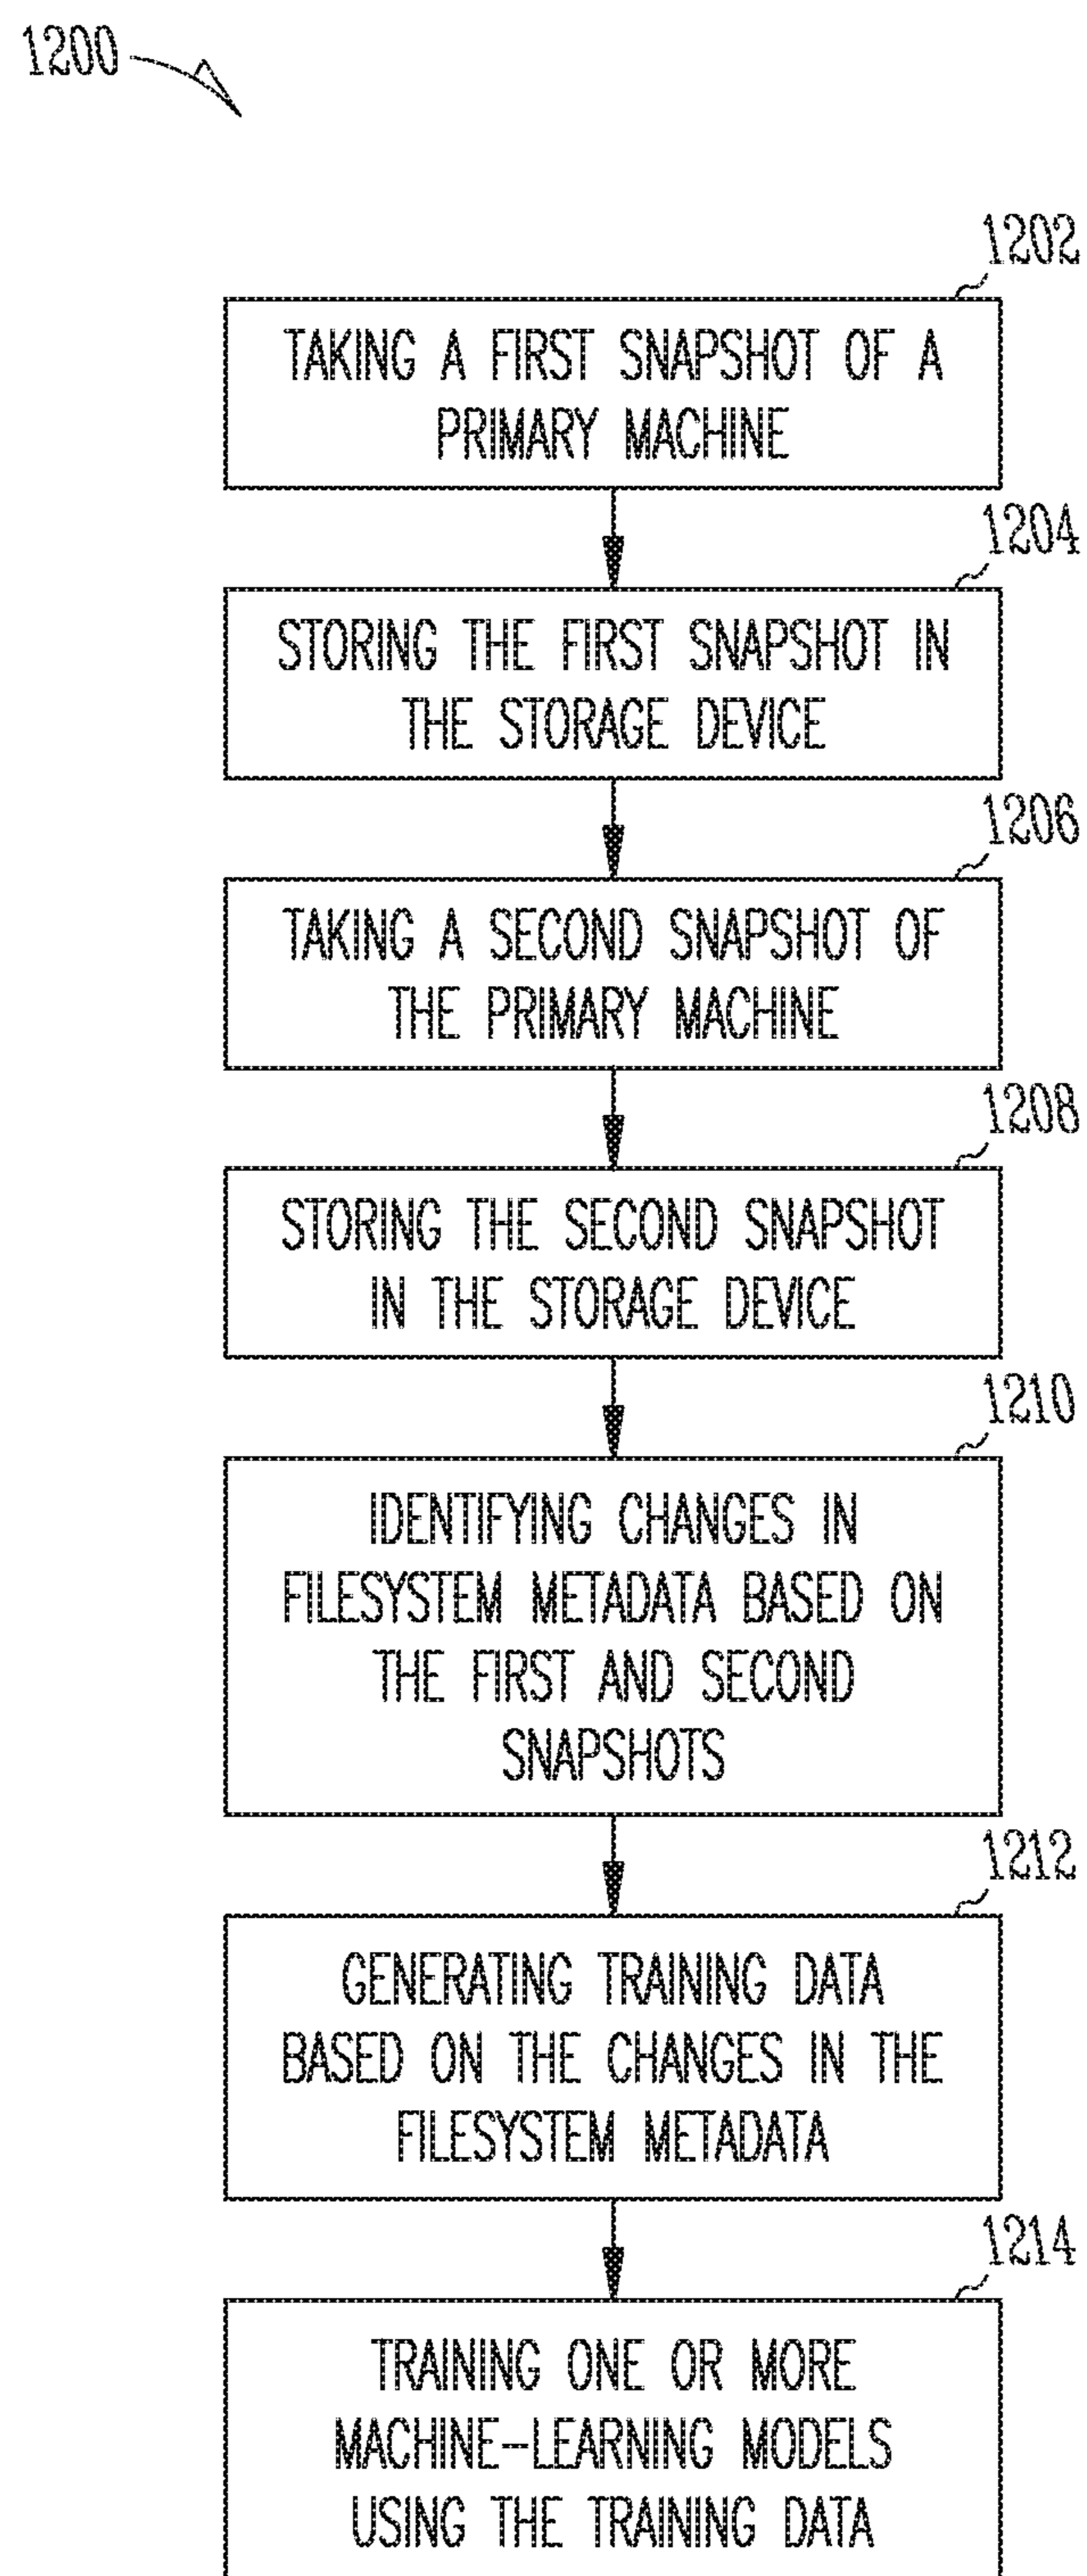 1200
1202
TAKING A FIRST SNAPSHOT OF A
PRIMARY MACHINE
1204
STORING THE FIRST SNAPSHOT IN
THE STORAGE DEVICE
1206
TAKING A SECOND SNAPSHOT OF
THE PRIMARY MACHINE
1208
STORING THE SECOND SNAPSHOT
IN THE STORAGE DEVICE
1210
IDENTIFYING CHANGES IN
FILESYSTEM METADATA BASED ON
THE FIRST AND SECOND
SNAPSHOTS
1212
GENERATING TRAINING DATA
BASED ON THE CHANGES IN THE
FILESYSTEM METADATA
1214
TRAINING ONE OR MORE
MACHINE-LEARNING MODELS
USING THE TRAINING DATA